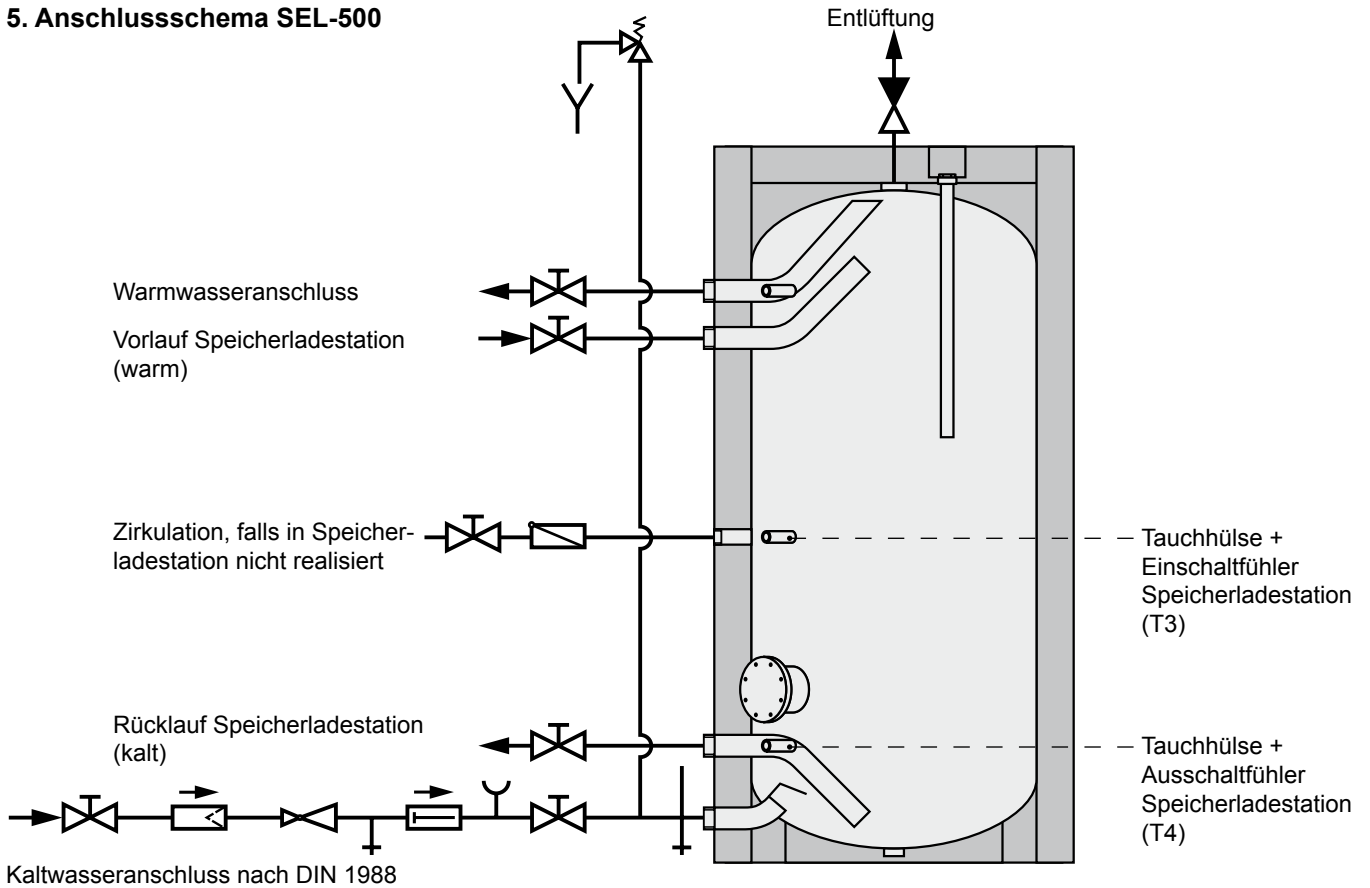 5. Anschlussschema SEL-500
Entlüftung
Warmwasseranschluss
Vorlauf Speicherladestation
(warm)
Zirkulation, falls in Speicher-
ladestation nicht realisiert
Tauchhülse +
Einschaltfühler
Speicherladestation
(T3)
Rücklauf Speicherladestation
(kalt)
Tauchhülse +
Ausschaltfühler
Speicherladestation
(T4)
Kaltwasseranschluss nach DIN 1988